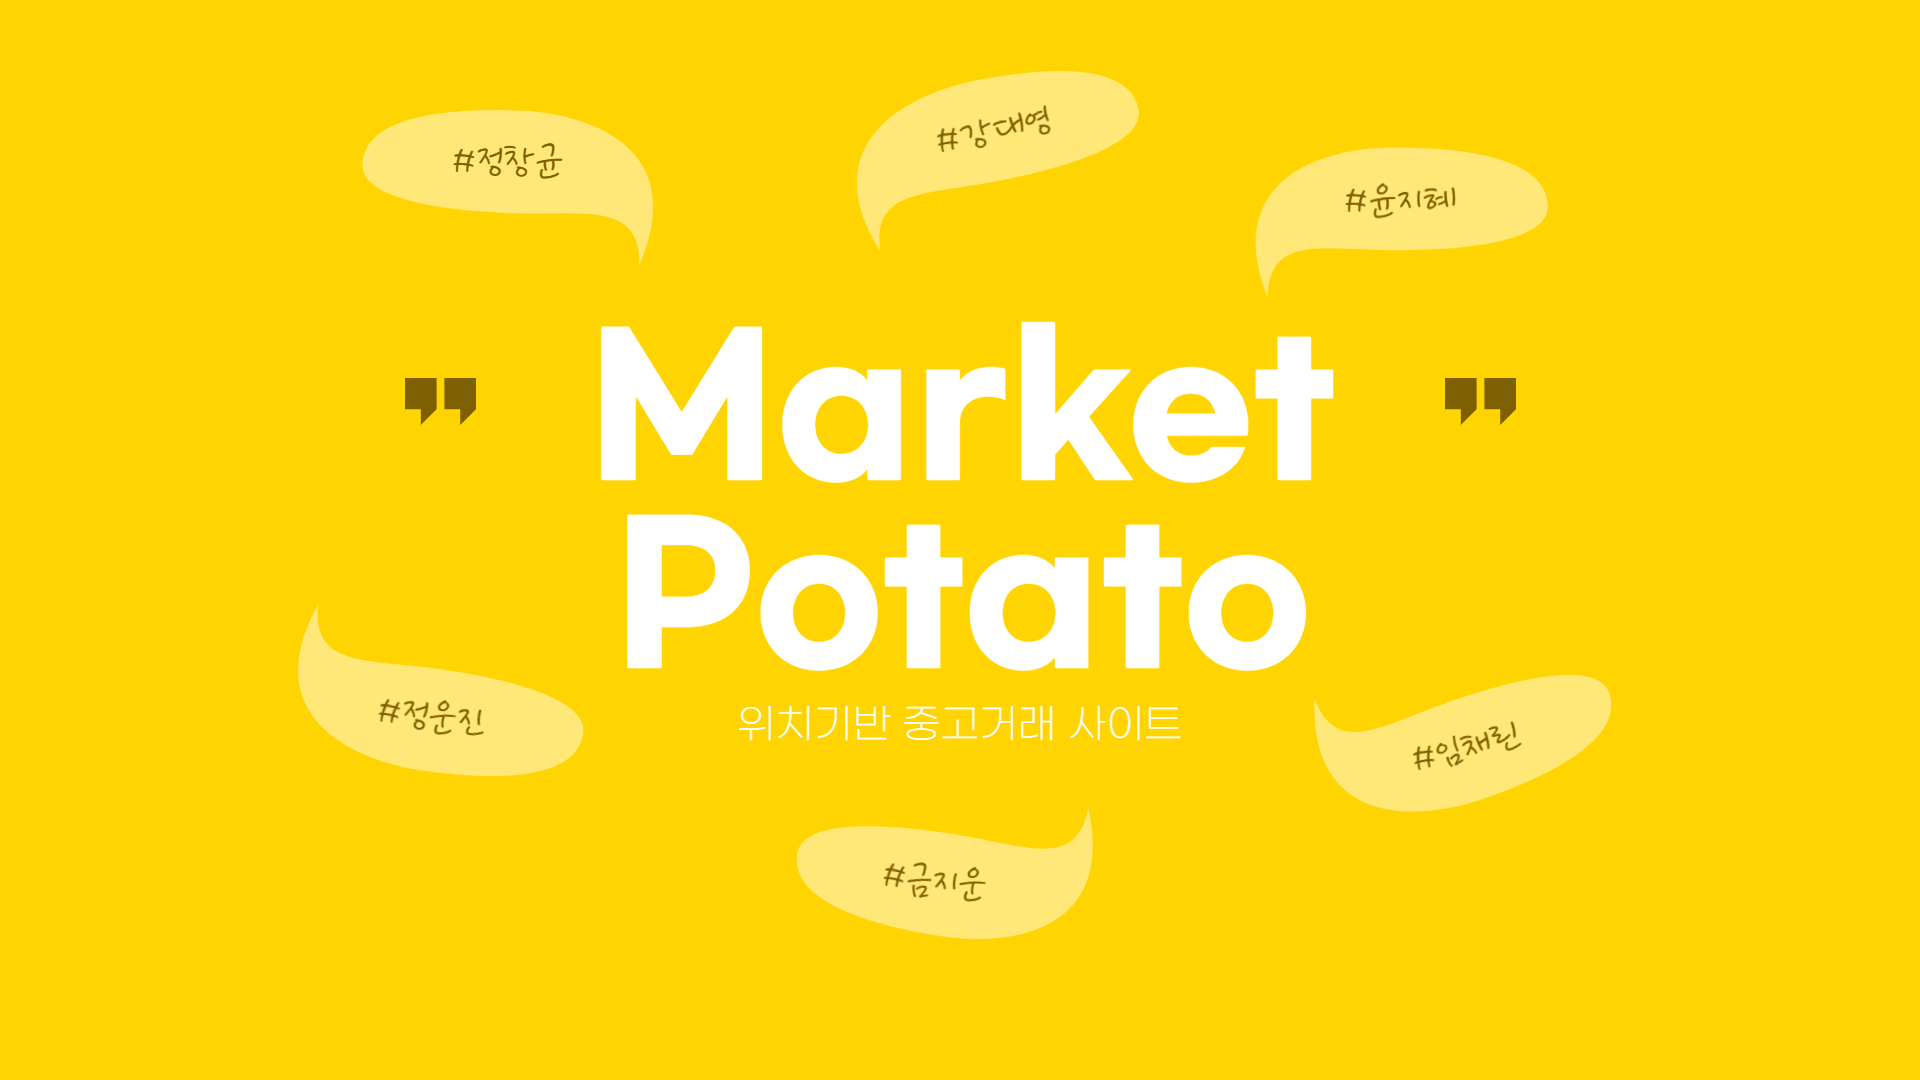 #정창균
#강대영
#윤지혜
Market
Potato
위치기반 중고거래 사이트
#정운진
#임채린
#금지운